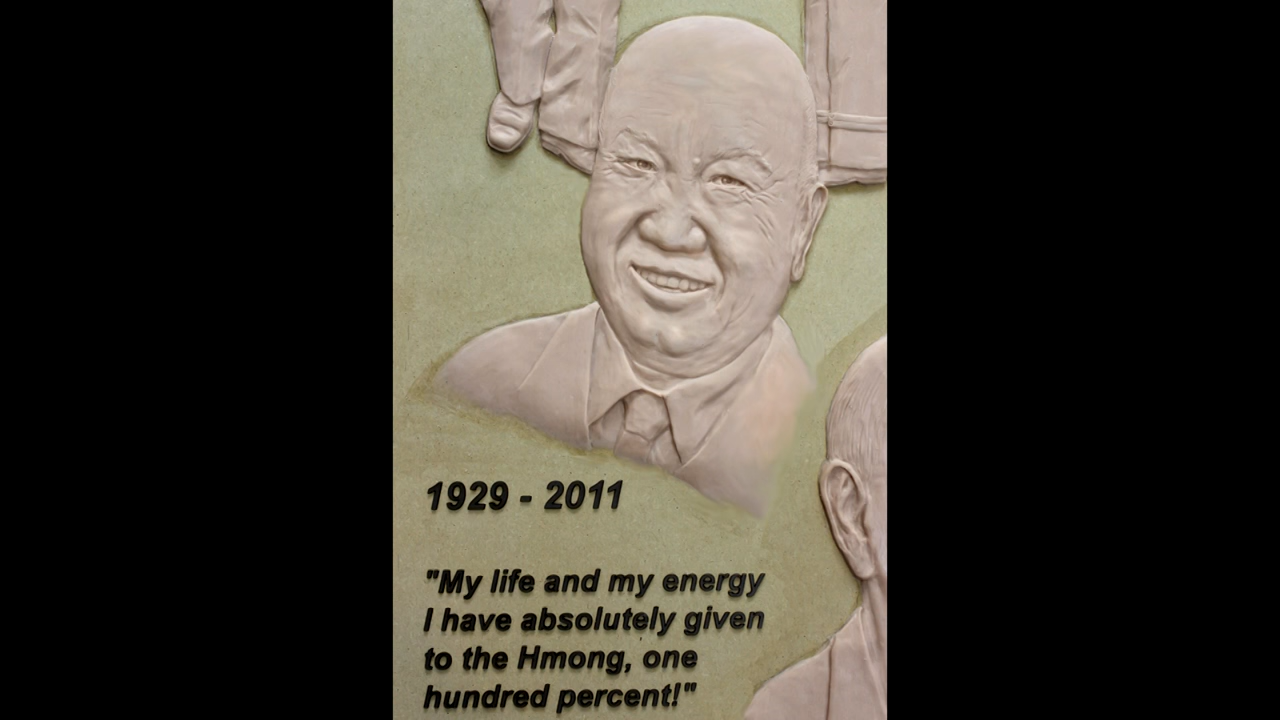 1929 - 2011
"My life and my energy
I have absolutely given
to the Hmong, one
hundred percent!"